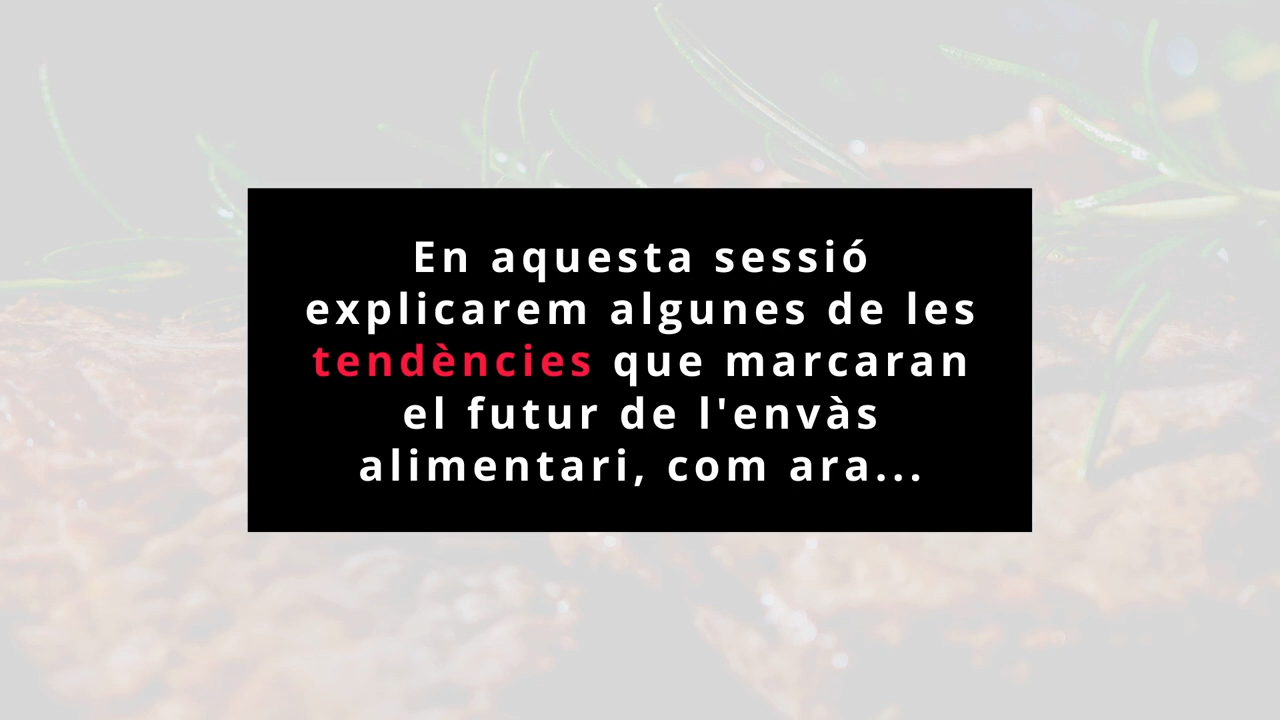 En aquesta sessió
explicarem algunes de les
tendències que marcaran
el futur de l'envàs
alimentari, com ara...